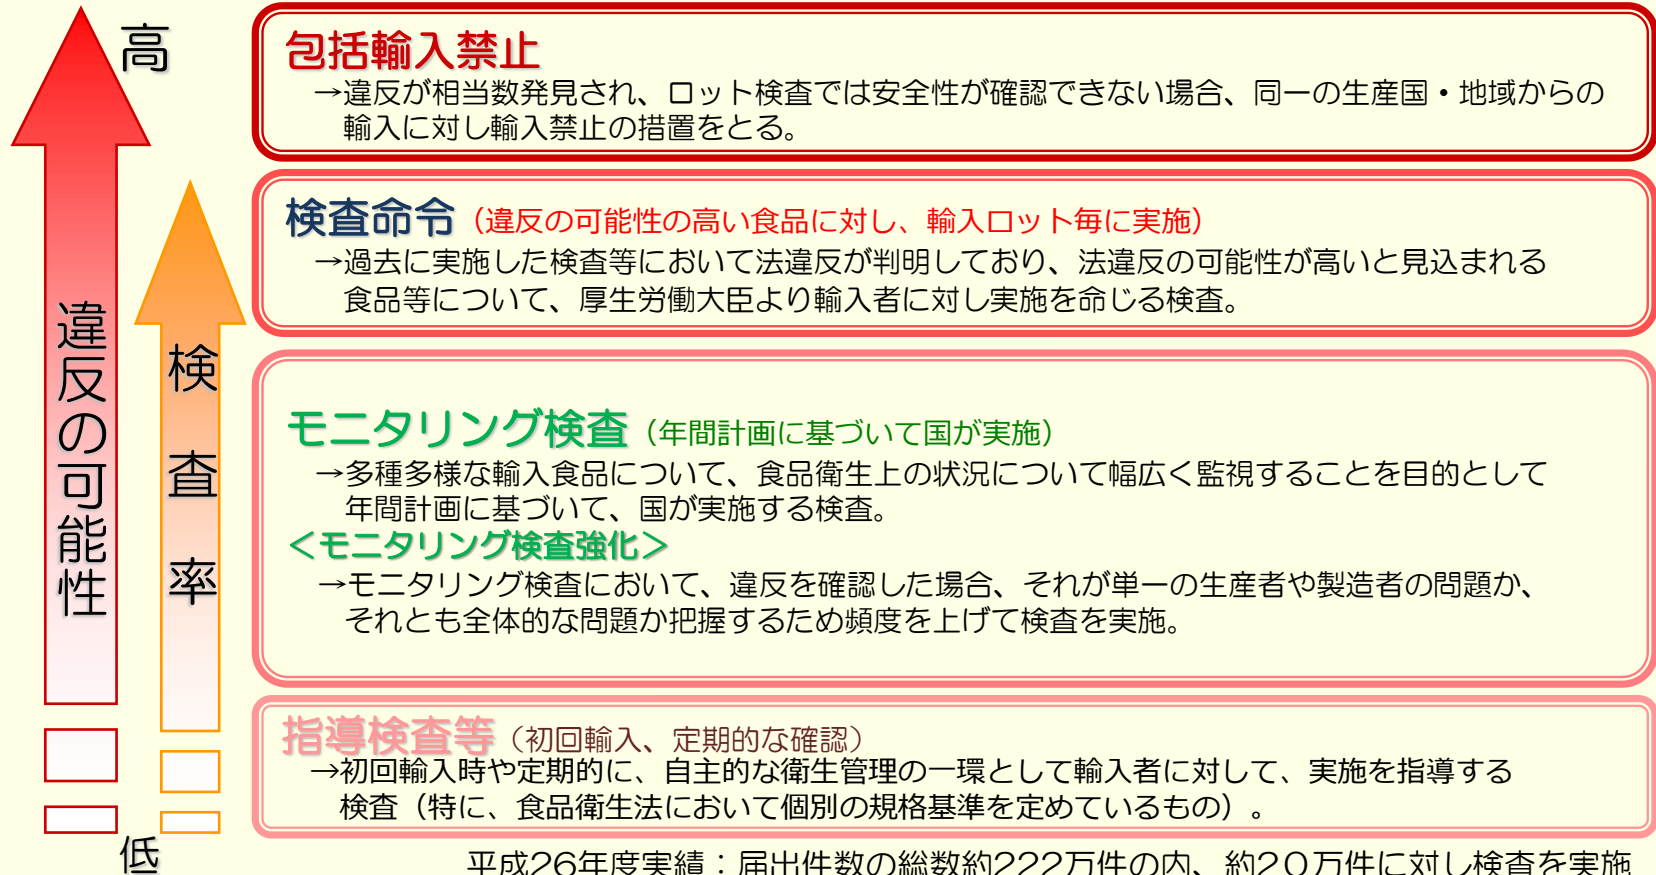 高
包括輸入禁止
→違反が相当数発見され、ロット検査では安全性が確認できない場合、同一の生産国・地域からの
輸入に対し輸入禁止の措置をとる。
検査命令（違反の可能性の高い食品に対し、輸入ロット毎に実施）
→過去に実施した検査等において法違反が判明しており、法違反の可能性が高いと見込まれる
食品等について、厚生労働大臣より輸入者に対し実施を命じる検査。
違反の可能性
検査率
モニタリング検査（年間計画に基づいて国が実施）
→多種多様な輸入食品について、食品衛生上の状況について幅広く監視することを目的として
年間計画に基づいて、国が実施する検査。
＜モニタリング検査強化＞
→モニタリング検査において、違反を確認した場合、それが単一の生産者や製造者の問題か、
それとも全体的な問題か把握するため頻度を上げて検査を実施。
指導検査等（初回輸入、定期的な確認）
→初回輸入時や定期的に、自主的な衛生管理の一環として輸入者に対して、実施を指導する
検査（特に、食品衛生法において個別の規格基準を定めているもの）。
低
平成26年度実績：届出件数の総数約222万件の内、約20万件に対し検査を実施